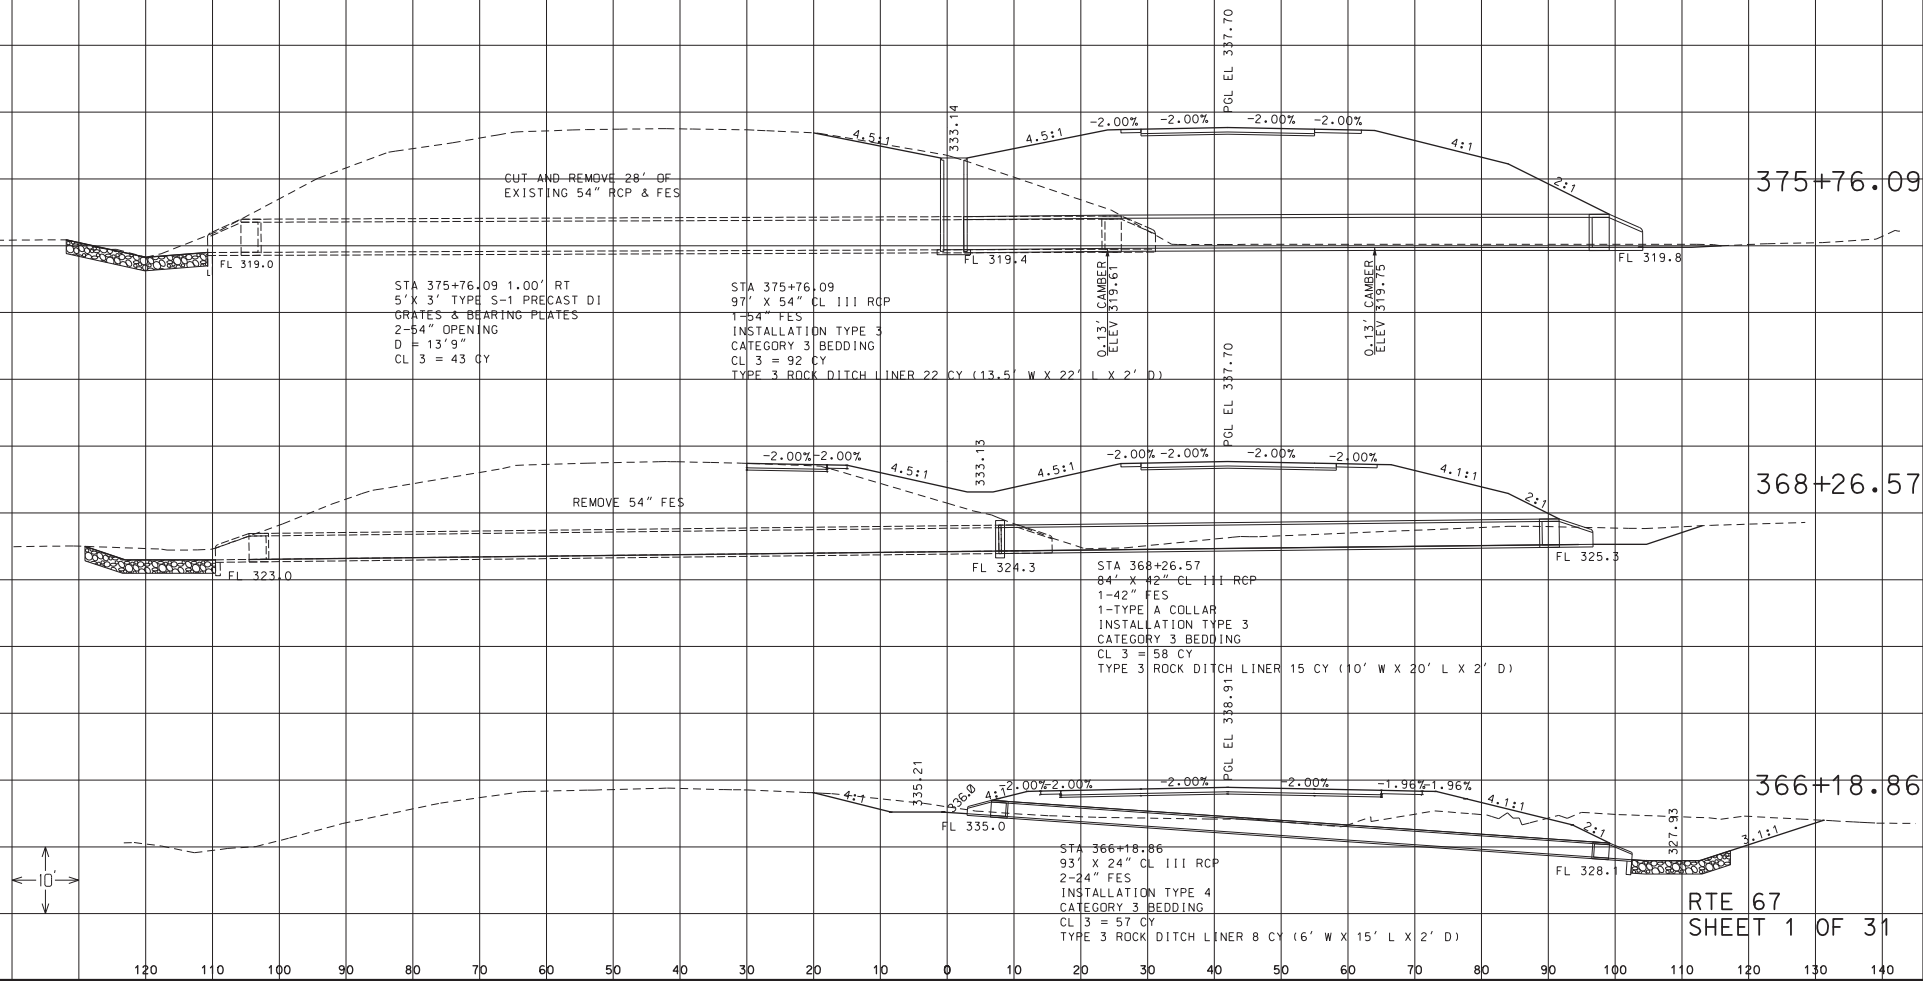 PGL EL 337.70
-2.00% -2.00% -2.00% -2.00%
4.5:1 333.14 4.5:1 4:1 2:1
375+76.09
CUT AND REMOVE 28' OF
EXISTING 54" RCP & FES
FL 319.0 FL 319.4 FL 319.8
0.13' CAMBER
ELEV 319.61
0.13' CAMBER
ELEV 319.75
STA 375+76.09 1.00' RT
5'X 3' TYPE S-1 PRECAST DI
GRATES & BEARING PLATES
2-54" OPENING
D = 13'9"
CL 3 = 43 CY
STA 375+76.09
97' X 54" CL III RCP
1-54" FES
INSTALLATION TYPE 3
CATEGORY 3 BEDDING
CL 3 = 92 CY
TYPE 3 ROCK DITCH LINER 22 CY (13.5' W X 22' L X 2' D)
PGL EL 337.70
-2.00% -2.00% -2.00% -2.00% -2.00% -2.00%
4.5:1 333.13 4.5:1 4.1:1 2:1
368+26.57
REMOVE 54" FES
FL 323.0 FL 324.3 FL 325.3
STA 368+26.57
84' X 42" CL III RCP
1-42" FES
1-TYPE A COLLAR
INSTALLATION TYPE 3
CATEGORY 3 BEDDING
CL 3 = 58 CY
TYPE 3 ROCK DITCH LINER 15 CY (10' W X 20' L X 2' D)
PGL EL 338.91
-2.00% -2.00% -2.00% -2.00% -1.96% -1.96%
4:1 335.21 336.0 4:1 4.1:1 2:1 327.93 3.1:1
366+18.86
FL 335.0 FL 328.1
STA 366+18.86
93' X 24" CL III RCP
2-24" FES
INSTALLATION TYPE 4
CATEGORY 3 BEDDING
CL 3 = 57 CY
TYPE 3 ROCK DITCH LINER 8 CY (6' W X 15' L X 2' D)
10'
RTE 67
SHEET 1 OF 31
120 110 100 90 80 70 60 50 40 30 20 10 0 10 20 30 40 50 60 70 80 90 100 110 120 130 140